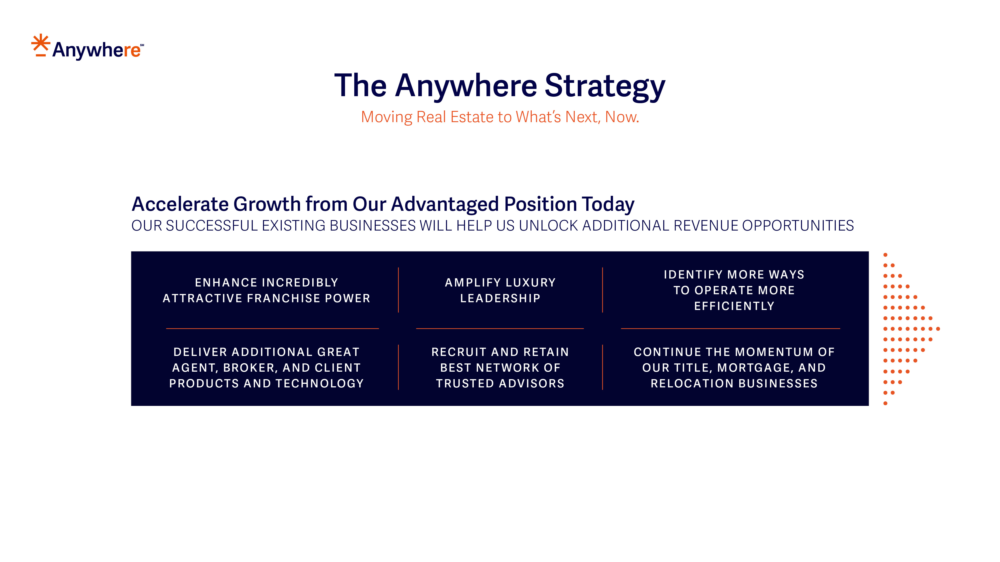 Anywhere℠
The Anywhere Strategy
Moving Real Estate to What’s Next, Now.
Accelerate Growth from Our Advantaged Position Today
OUR SUCCESSFUL EXISTING BUSINESSES WILL HELP US UNLOCK ADDITIONAL REVENUE OPPORTUNITIES
ENHANCE INCREDIBLY
ATTRACTIVE FRANCHISE POWER
AMPLIFY LUXURY
LEADERSHIP
IDENTIFY MORE WAYS
TO OPERATE MORE
EFFICIENTLY
DELIVER ADDITIONAL GREAT
AGENT, BROKER, AND CLIENT
PRODUCTS AND TECHNOLOGY
RECRUIT AND RETAIN
BEST NETWORK OF
TRUSTED ADVISORS
CONTINUE THE MOMENTUM OF
OUR TITLE, MORTGAGE, AND
RELOCATION BUSINESSES